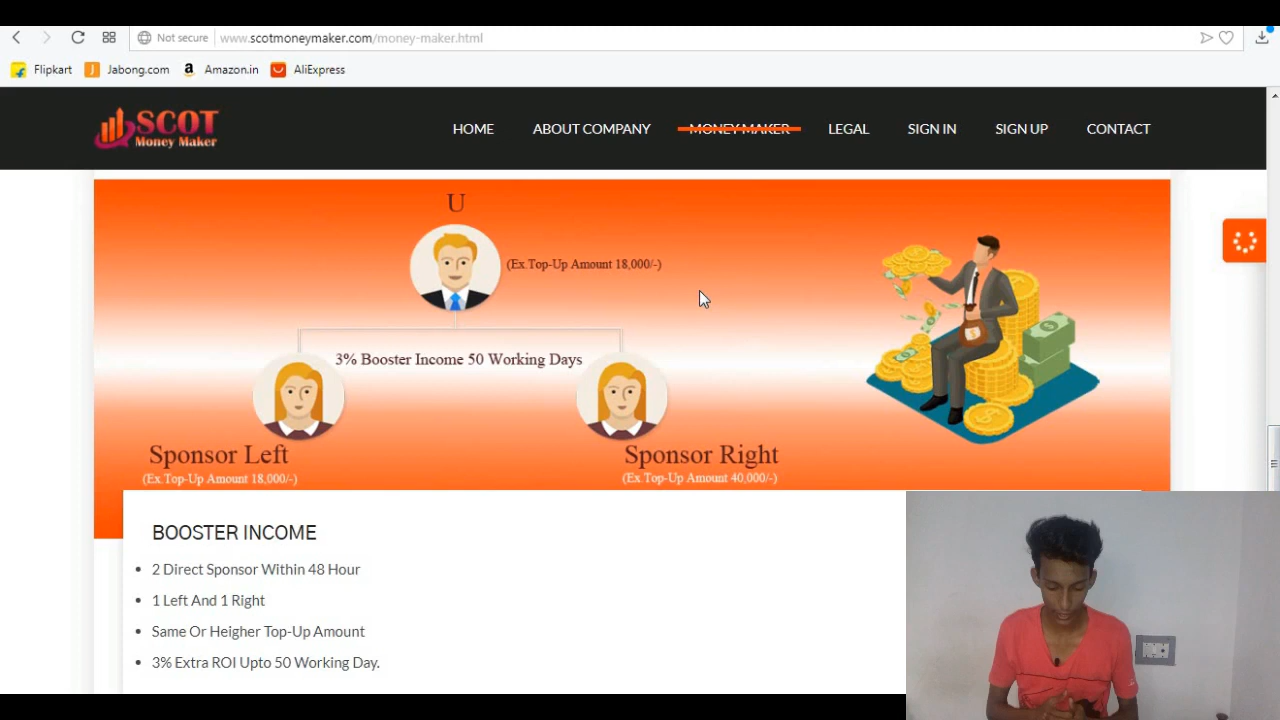 Not secure www.scotmoneymaker.com/money-maker.html
Flipkart Jabong.com Amazon.in AliExpress
SCOT
Money Maker
HOME ABOUT COMPANY MONEY MAKER LEGAL SIGN IN SIGN UP CONTACT
U
(Ex.Top-Up Amount 18,000/-)
3% Booster Income 50 Working Days
Sponsor Left Sponsor Right
(Ex.Top-Up Amount 18,000/-) (Ex.Top-Up Amount 40,000/-)
BOOSTER INCOME
2 Direct Sponsor Within 48 Hour
1 Left And 1 Right
Same Or Heigher Top-Up Amount
3% Extra ROI Upto 50 Working Day.